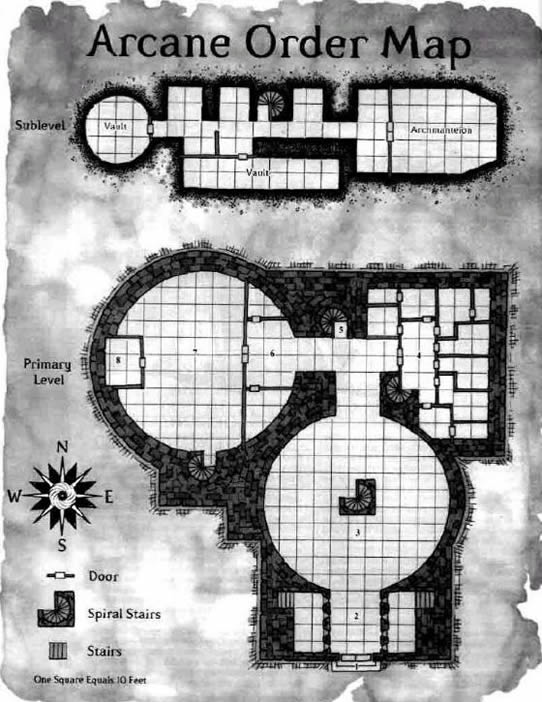 Arcane Order Map
Sublevel
Vault
Archmanteion
Vault
Primary
Level
5
8
7
6
4
3
2
1
N
W
E
S
Door
Spiral Stairs
Stairs
One Square Equals 10 Feet